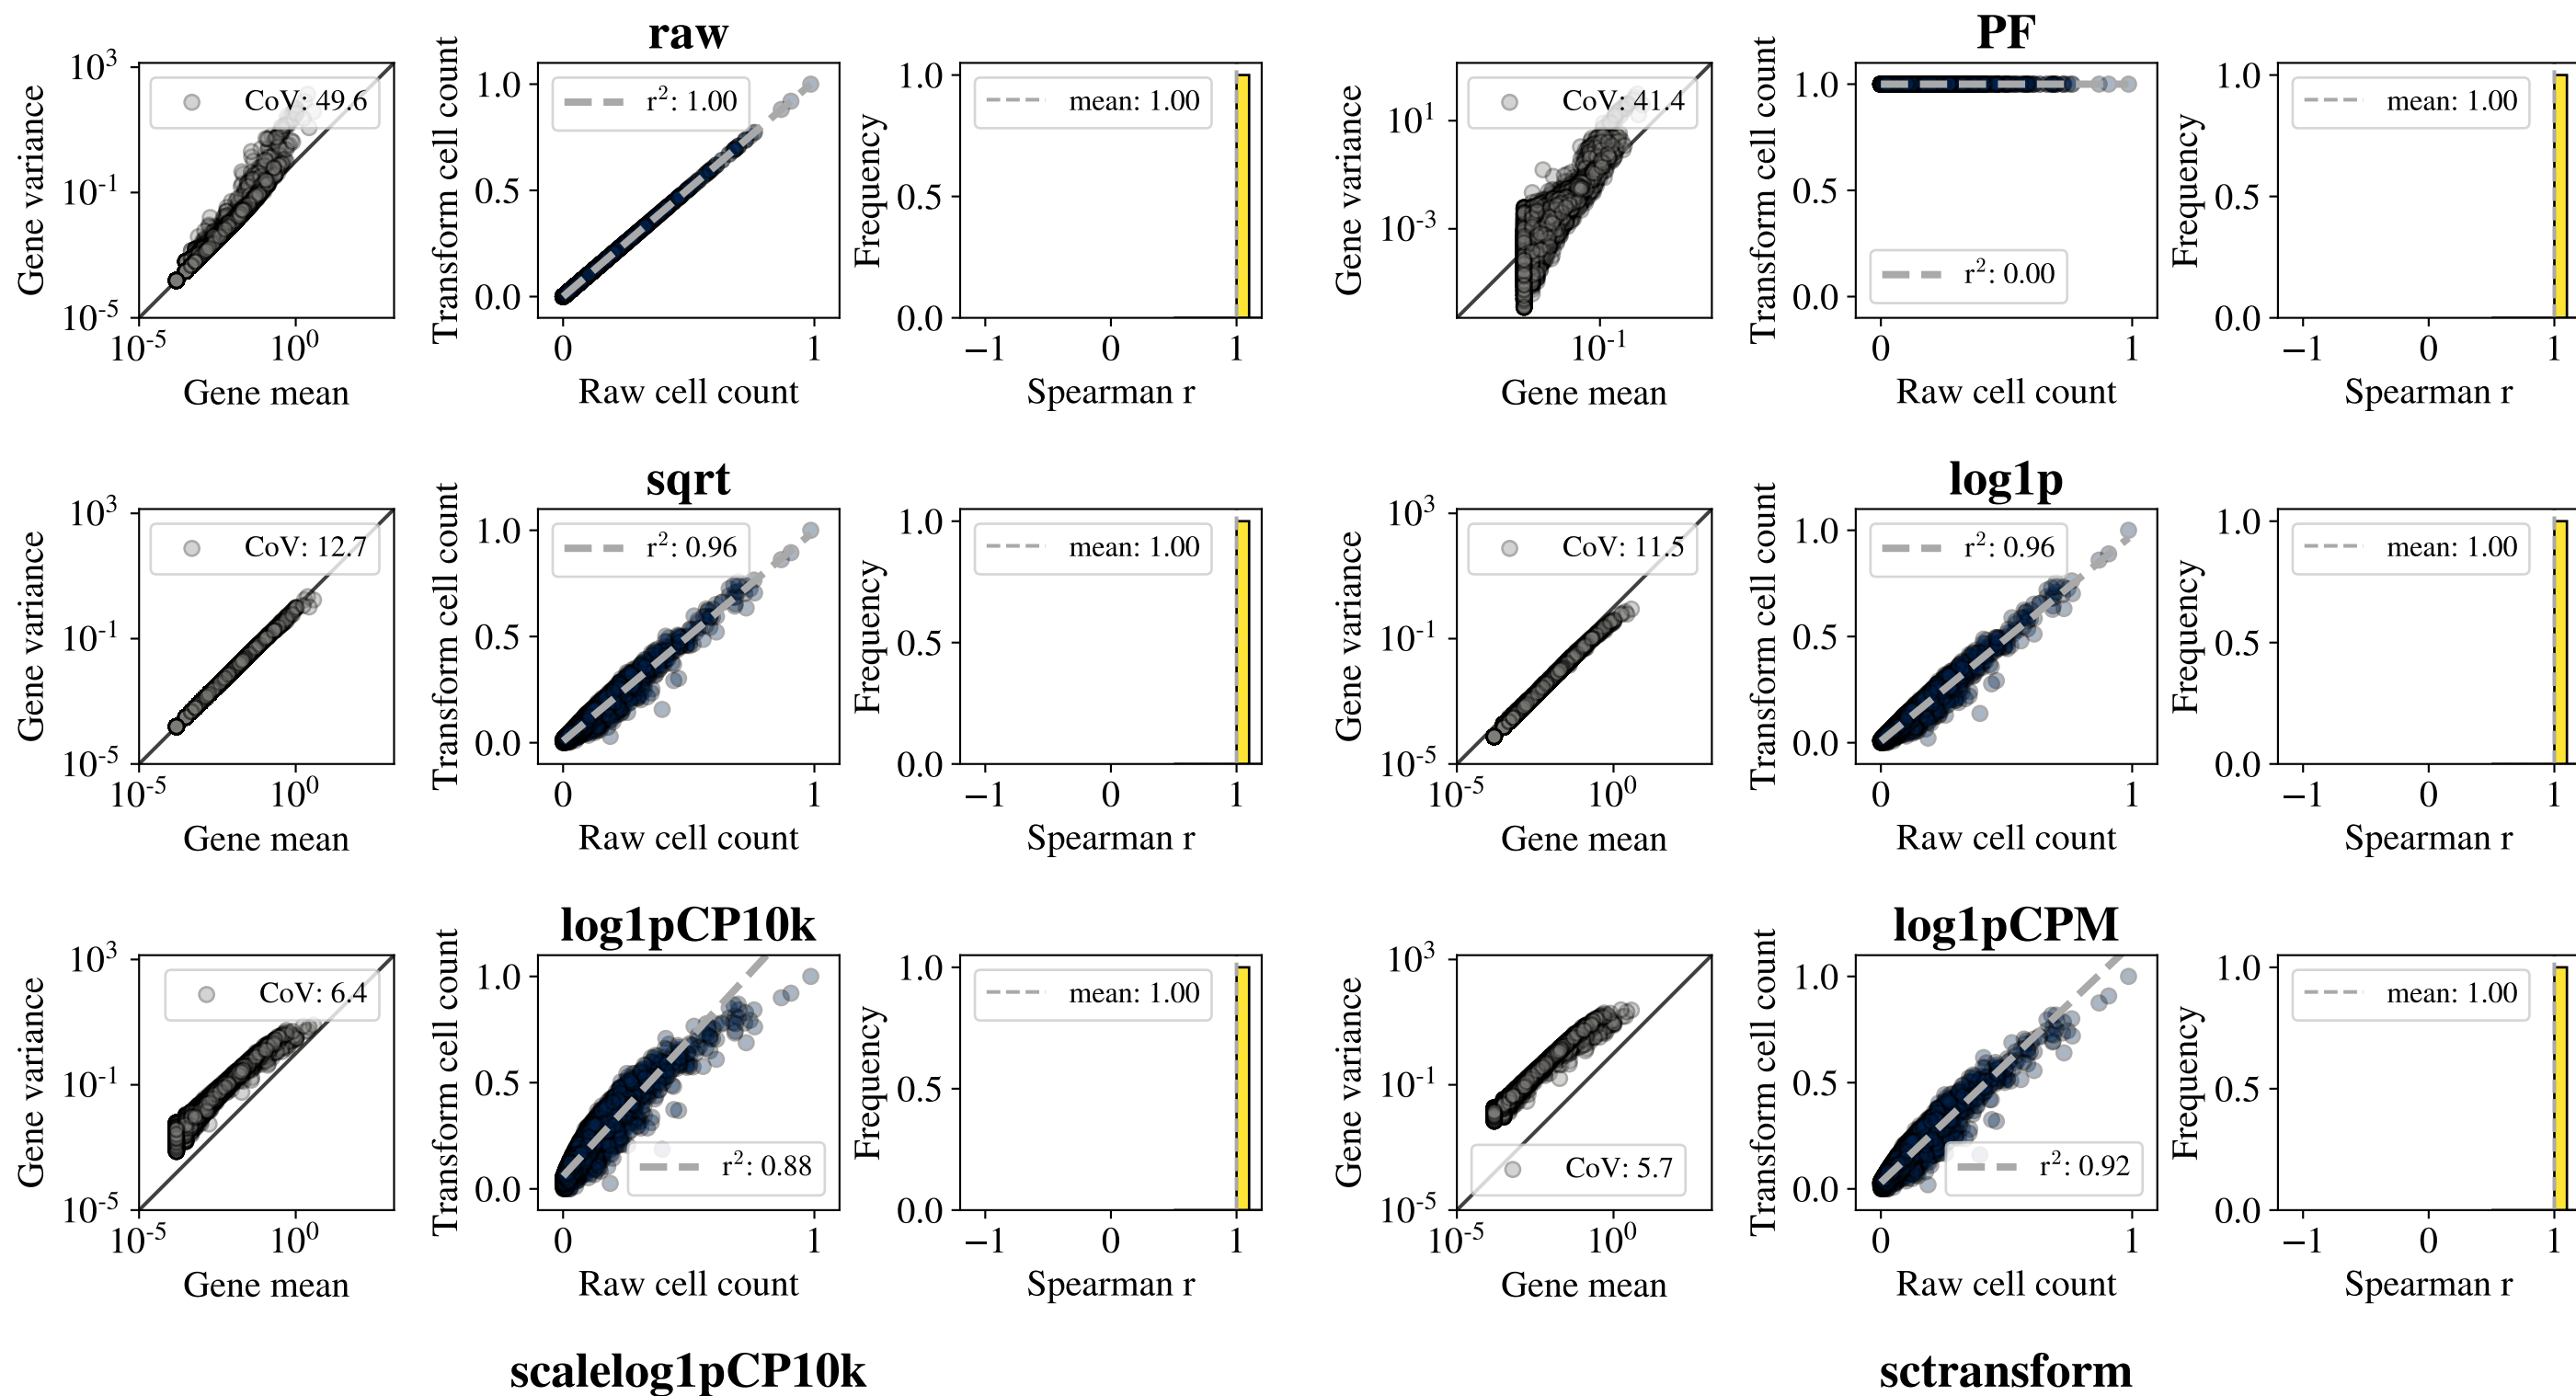 raw
10³
10⁻¹
10⁻⁵
Gene variance
CoV: 49.6
10⁻⁵ 10⁰
Gene mean
1.0
0.5
0.0
Transform cell count
r²: 1.00
0 1
Raw cell count
1.0
0.5
0.0
Frequency
mean: 1.00
−1 0 1
Spearman r
PF
10¹
10⁻³
Gene variance
CoV: 41.4
10⁻¹
Gene mean
1.0
0.5
0.0
Transform cell count
r²: 0.00
0 1
Raw cell count
1.0
0.5
0.0
Frequency
mean: 1.00
−1 0 1
Spearman r
sqrt
10³
10⁻¹
10⁻⁵
Gene variance
CoV: 12.7
10⁻⁵ 10⁰
Gene mean
1.0
0.5
0.0
Transform cell count
r²: 0.96
0 1
Raw cell count
1.0
0.5
0.0
Frequency
mean: 1.00
−1 0 1
Spearman r
log1p
10³
10⁻¹
10⁻⁵
Gene variance
CoV: 11.5
10⁻⁵ 10⁰
Gene mean
1.0
0.5
0.0
Transform cell count
r²: 0.96
0 1
Raw cell count
1.0
0.5
0.0
Frequency
mean: 1.00
−1 0 1
Spearman r
log1pCP10k
10³
10⁻¹
10⁻⁵
Gene variance
CoV: 6.4
10⁻⁵ 10⁰
Gene mean
1.0
0.5
0.0
Transform cell count
r²: 0.88
0 1
Raw cell count
1.0
0.5
0.0
Frequency
mean: 1.00
−1 0 1
Spearman r
log1pCPM
10³
10⁻¹
10⁻⁵
Gene variance
CoV: 5.7
10⁻⁵ 10⁰
Gene mean
1.0
0.5
0.0
Transform cell count
r²: 0.92
0 1
Raw cell count
1.0
0.5
0.0
Frequency
mean: 1.00
−1 0 1
Spearman r
scalelog1pCP10k
sctransform